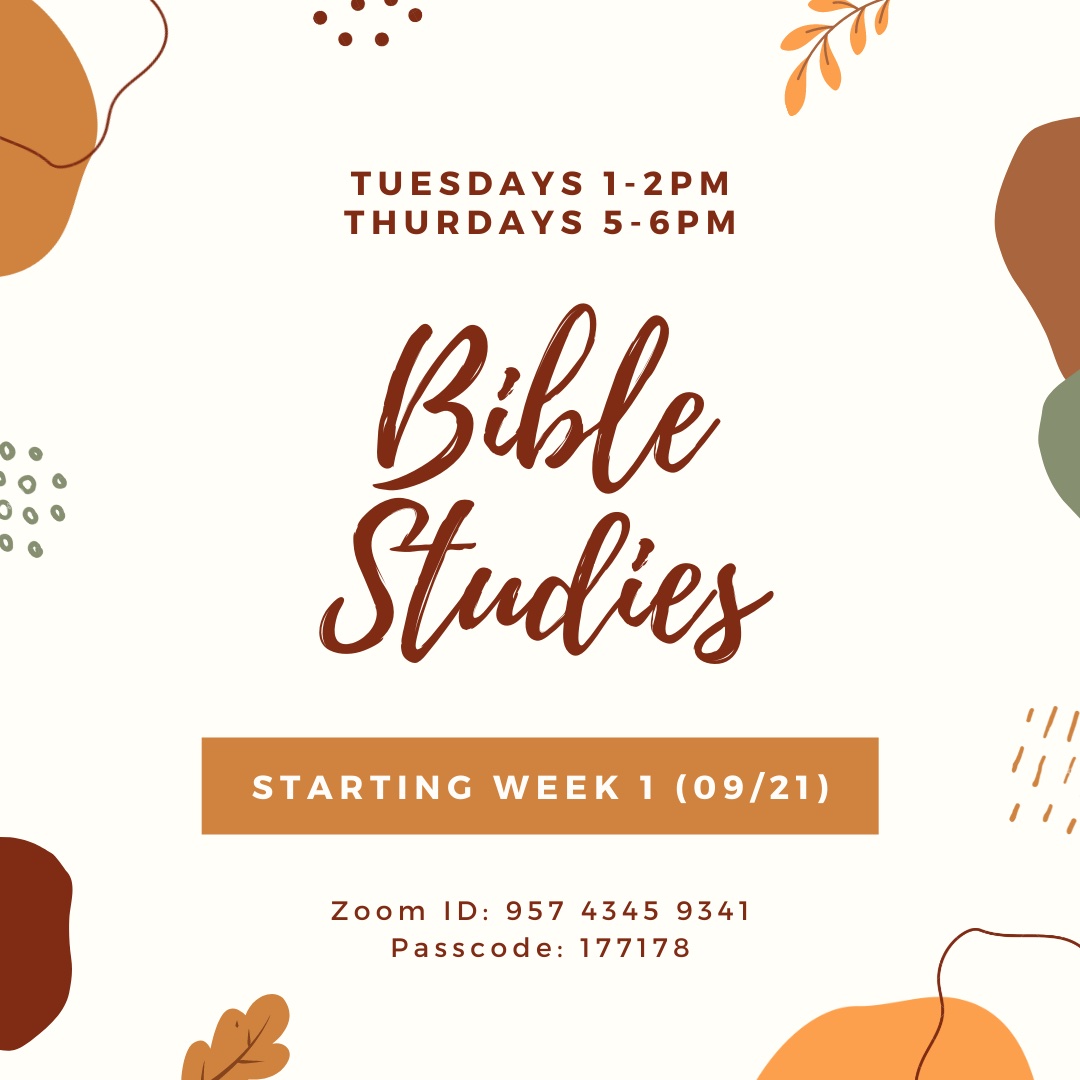 TUESDAYS 1-2PM
THURDAYS 5-6PM
Bible
Studies
STARTING WEEK 1 (09/21)
Zoom ID: 957 4345 9341
Passcode: 177178